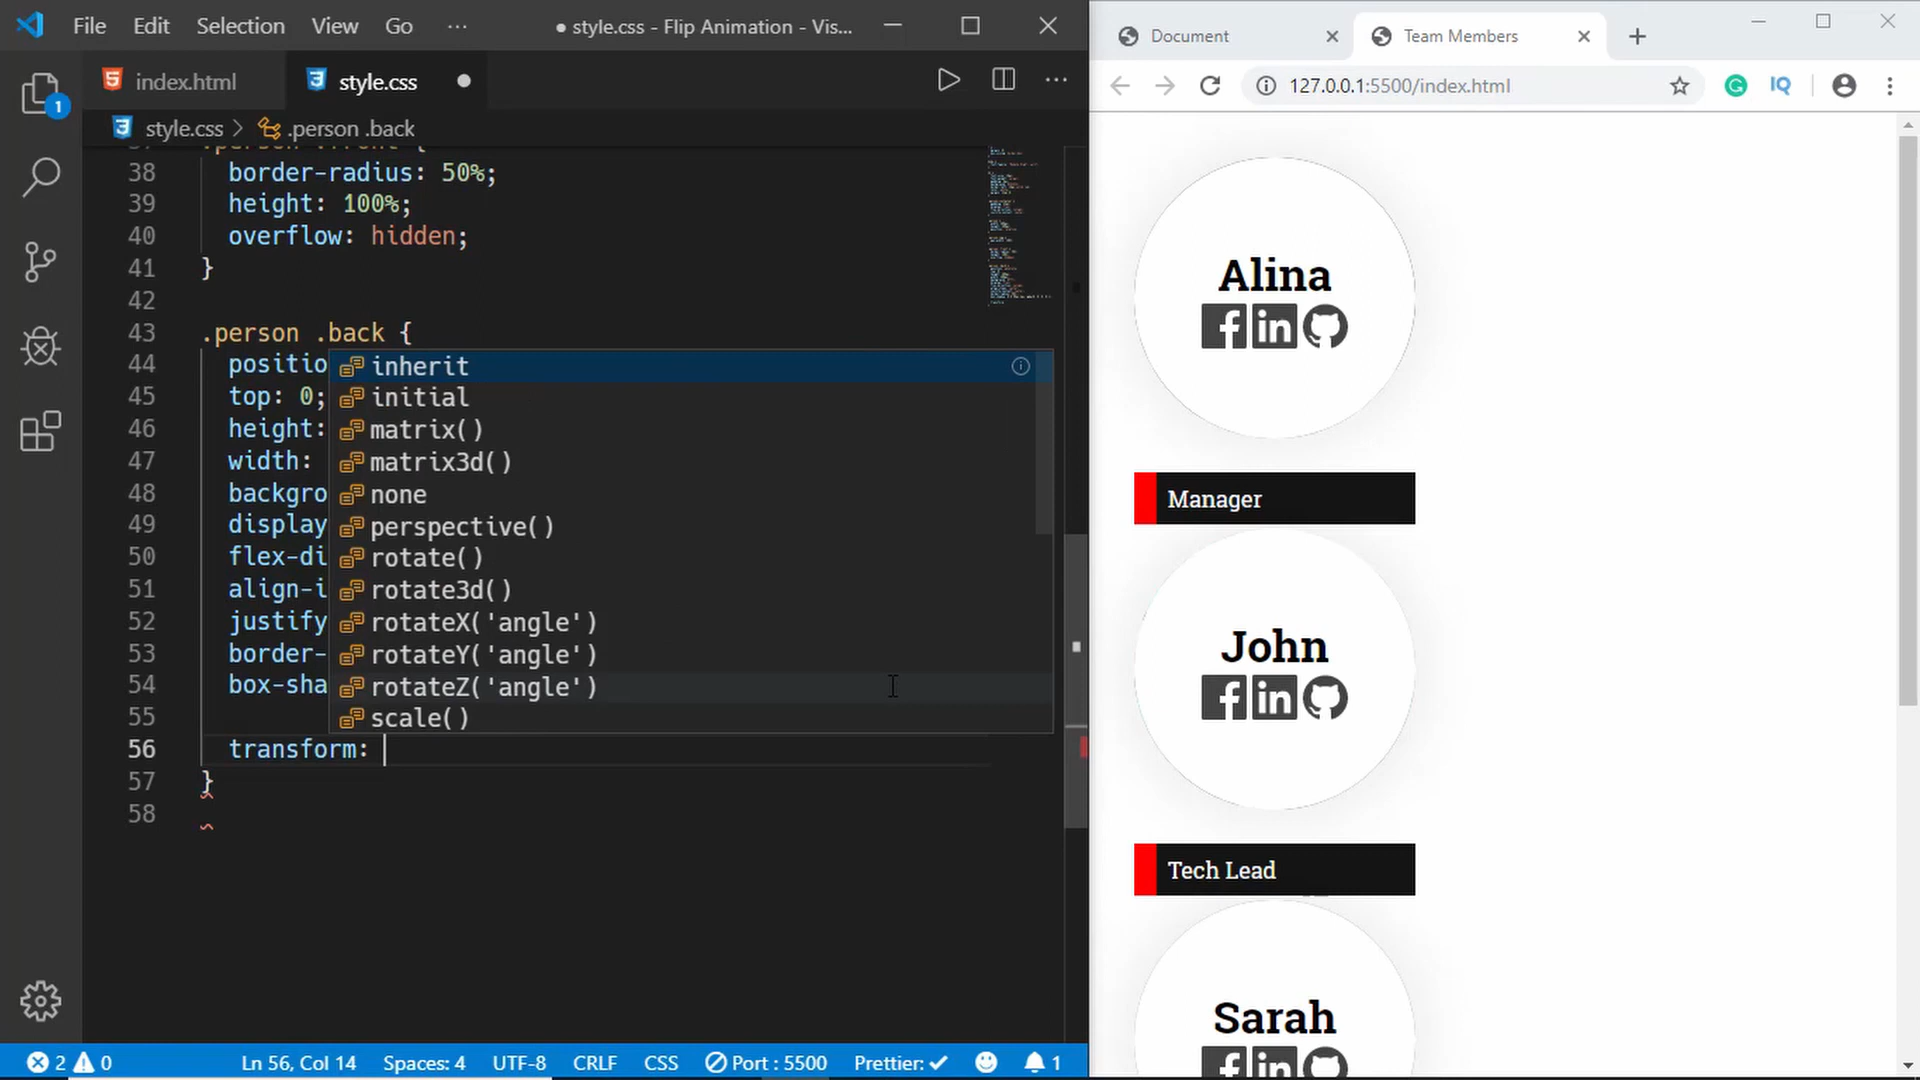 File Edit Selection View Go ··· ● style.css - Flip Animation - Vis...
index.html style.css ●
style.css > .person .back
38 border-radius: 50%;
39 height: 100%;
40 overflow: hidden;
41 }
42
43 .person .back {
44 positio
45 top: 0;
46 height:
47 width:
48 backgro
49 display
50 flex-di
51 align-i
52 justify
53 border-
54 box-sha
55
56 transform:
57 }
58
inherit
initial
matrix()
matrix3d()
none
perspective()
rotate()
rotate3d()
rotateX('angle')
rotateY('angle')
rotateZ('angle')
scale()
1
2 0 Ln 56, Col 14 Spaces: 4 UTF-8 CRLF CSS Port : 5500 Prettier: ✓ 1
Document Team Members
127.0.0.1:5500/index.html IQ
Alina
Manager
John
Tech Lead
Sarah